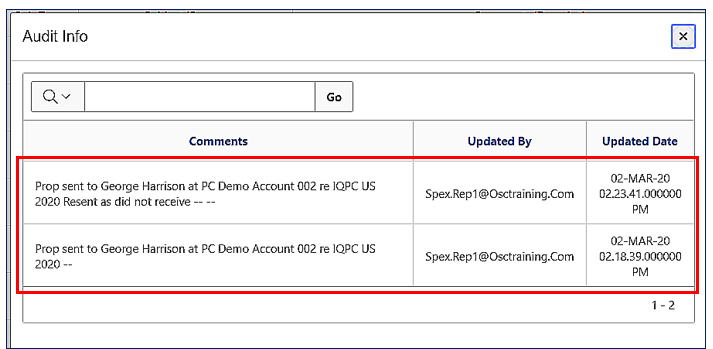 Audit Info
Go
Comments Updated By Updated Date
Prop sent to George Harrison at PC Demo Account 002 re IQPC US
2020 Resent as did not receive -- --
Spex.Rep1@Osctraining.Com
02-MAR-20
02.23.41.000000
PM
Prop sent to George Harrison at PC Demo Account 002 re IQPC US
2020 --
Spex.Rep1@Osctraining.Com
02-MAR-20
02.18.39.000000
PM
1 - 2